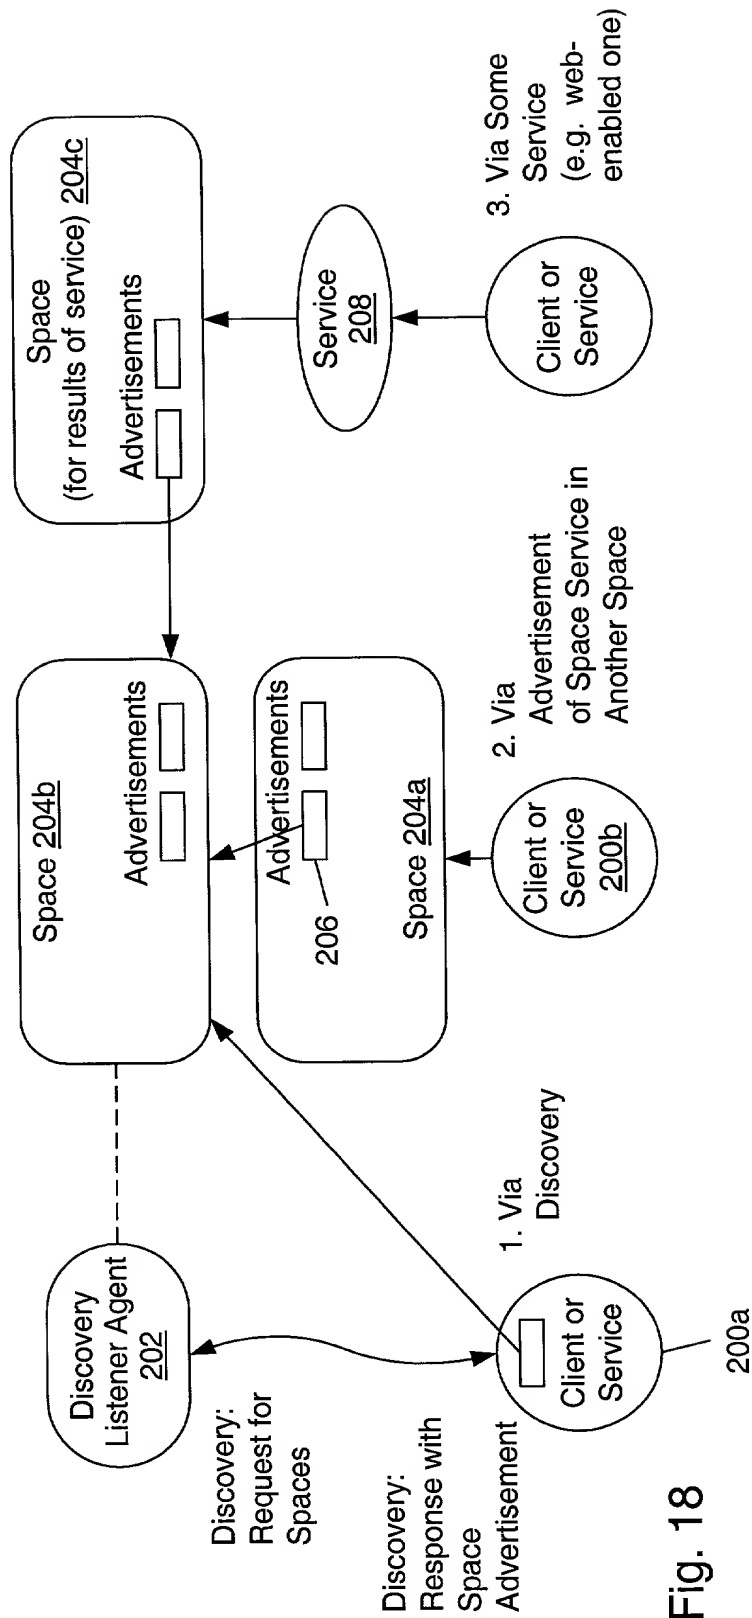 Discovery
Listener Agent
202
Discovery:
Request for
Spaces
Discovery:
Response with
Space
Advertisement
Client or
Service
200a
1. Via
Discovery
Space 204b
Advertisements
Advertisements
206
Space 204a
Client or
Service
200b
2. Via
Advertisement
of Space Service in
Another Space
Space
(for results of service) 204c
Advertisements
Service
208
Client or
Service
3. Via Some
Service
(e.g. web-
enabled one)
Fig. 18